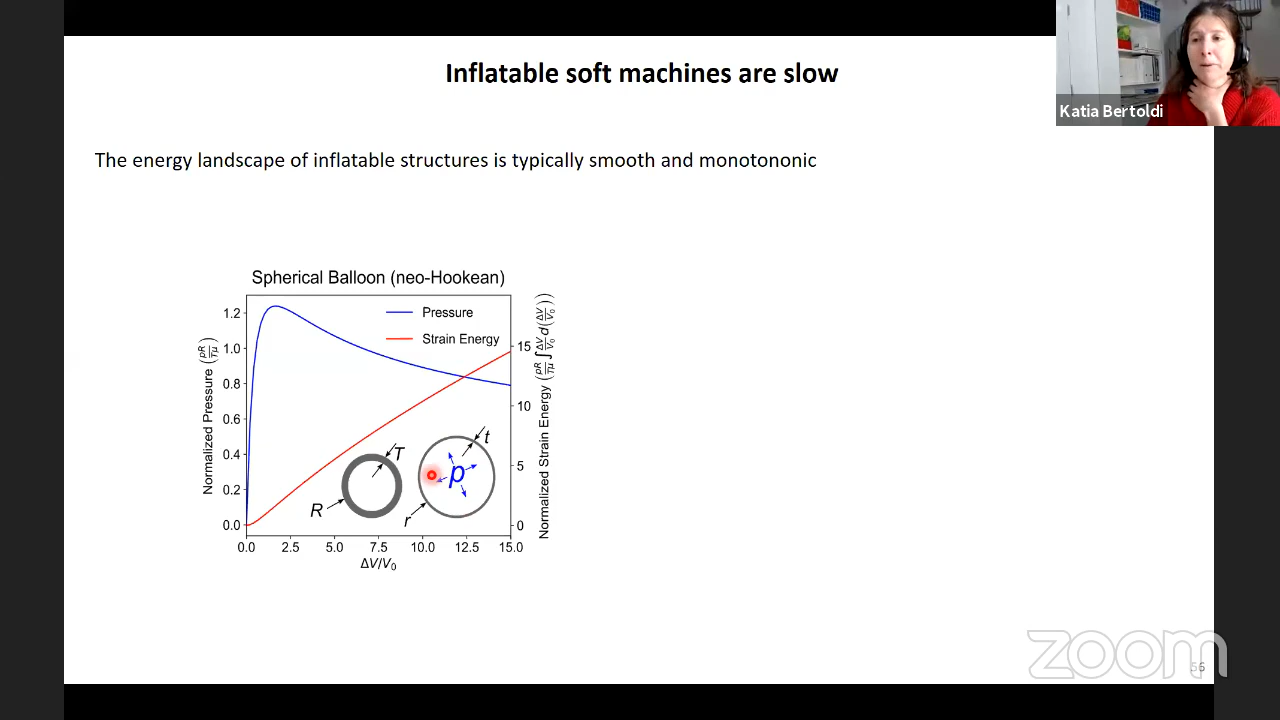 Inflatable soft machines are slow
Katia Bertoldi
The energy landscape of inflatable structures is typically smooth and monotononic
Spherical Balloon (neo-Hookean)
Pressure
Strain Energy
Normalized Pressure (pR/Tμ)
1.2
1.0
0.8
0.6
0.4
0.2
0.0
Normalized Strain Energy (pR/Tμ ∫ ΔV/V₀ d(ΔV/V₀))
15
10
5
0
T
R
t
p
r
0.0 2.5 5.0 7.5 10.0 12.5 15.0
ΔV/V₀
zoom
56